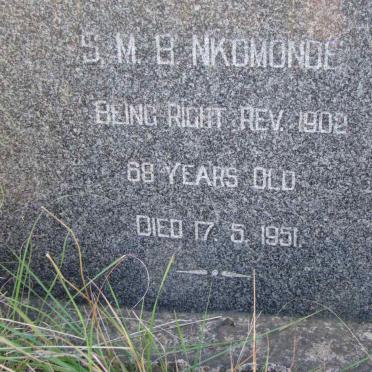 S. M. B. NKOMONDE
BEING RIGHT REV. 1902
68 YEARS OLD
DIED 17. 5. 1951.